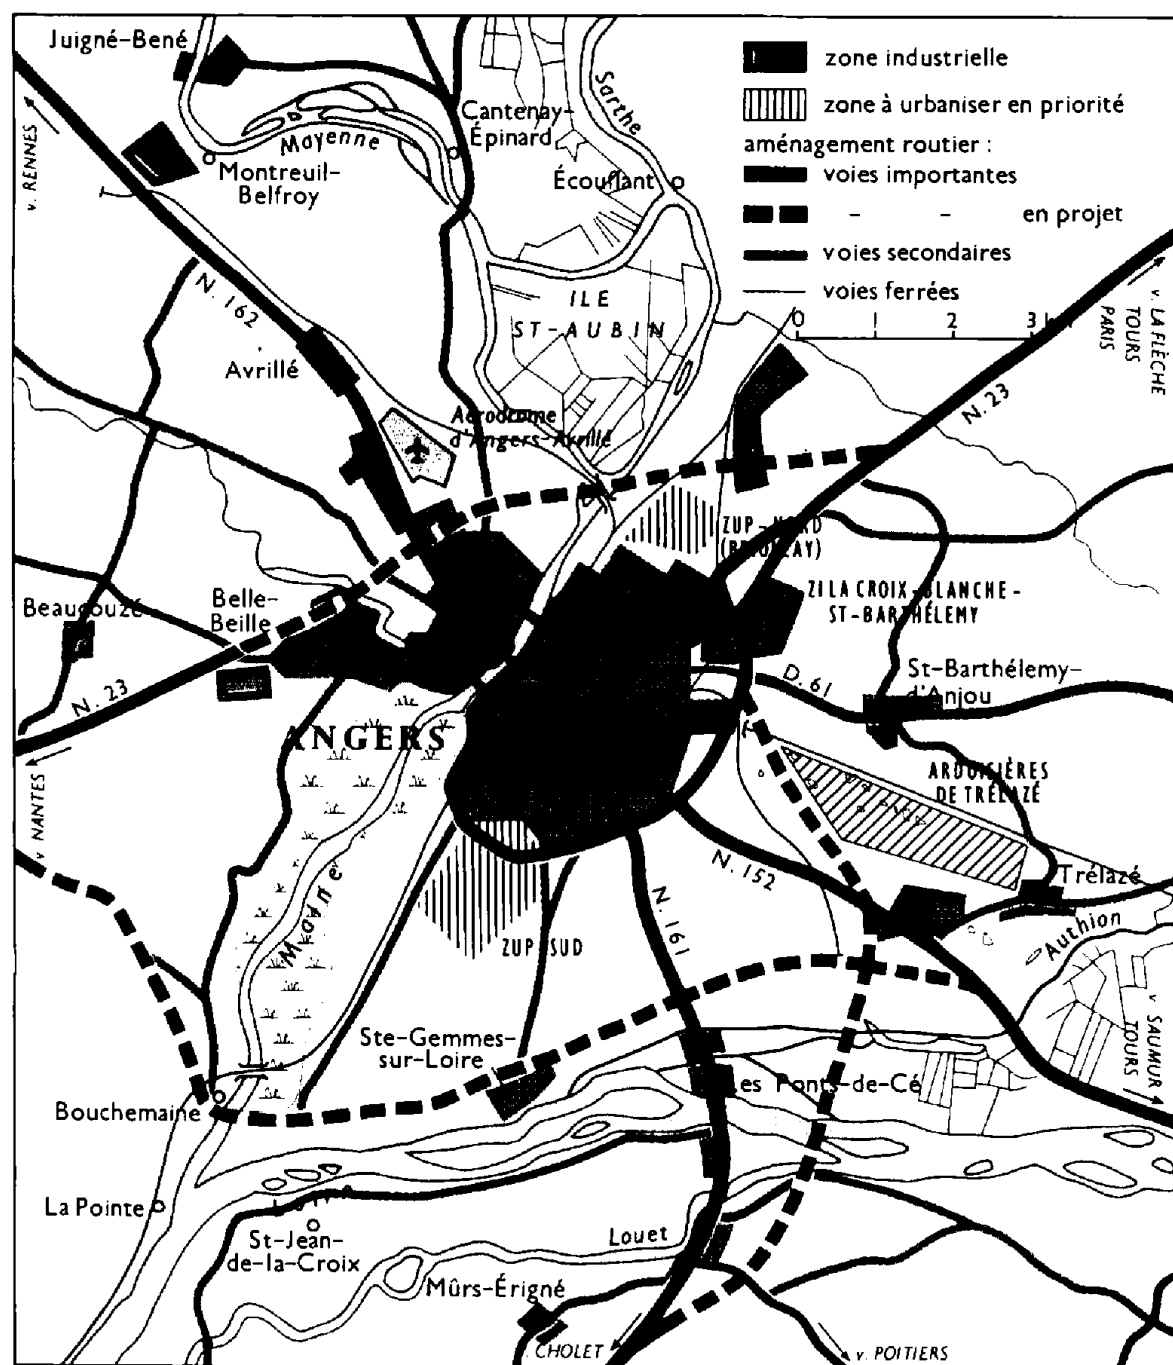 Juigné-Bené
zone industrielle
zone à urbaniser en priorité
aménagement routier :
voies importantes
- - en projet
voies secondaires
voies ferrées
0 1 2 3
Sarthe
Cantenay-
Épinard
Mayenne
Montreuil-
Belfroy
Écouflant
v. RENNES
N. 162
ILE
ST-AUBIN
v. LA FLÈCHE
TOURS
PARIS
N. 23
Avrillé
Aérodrome
d'Angers-Avrillé
ZUP-NORD
Beaucouzé
Belle-
Beille
ZI LA CROIX-BLANCHE-
ST-BARTHÉLEMY
St-Barthélemy-
d'Anjou
D. 61
N. 23
ANGERS
v NANTES
ARDOISIÈRES
DE TRÉLAZÉ
N. 152
Trélazé
Maine
N. 161
Authion
ZUP SUD
v SAUMUR
TOURS
Ste-Gemmes-
sur-Loire
Les Ponts-de-Cé
Bouchemaine
La Pointe
St-Jean-
de-la-Croix
Louet
Mûrs-Érigné
CHOLET
v. POITIERS